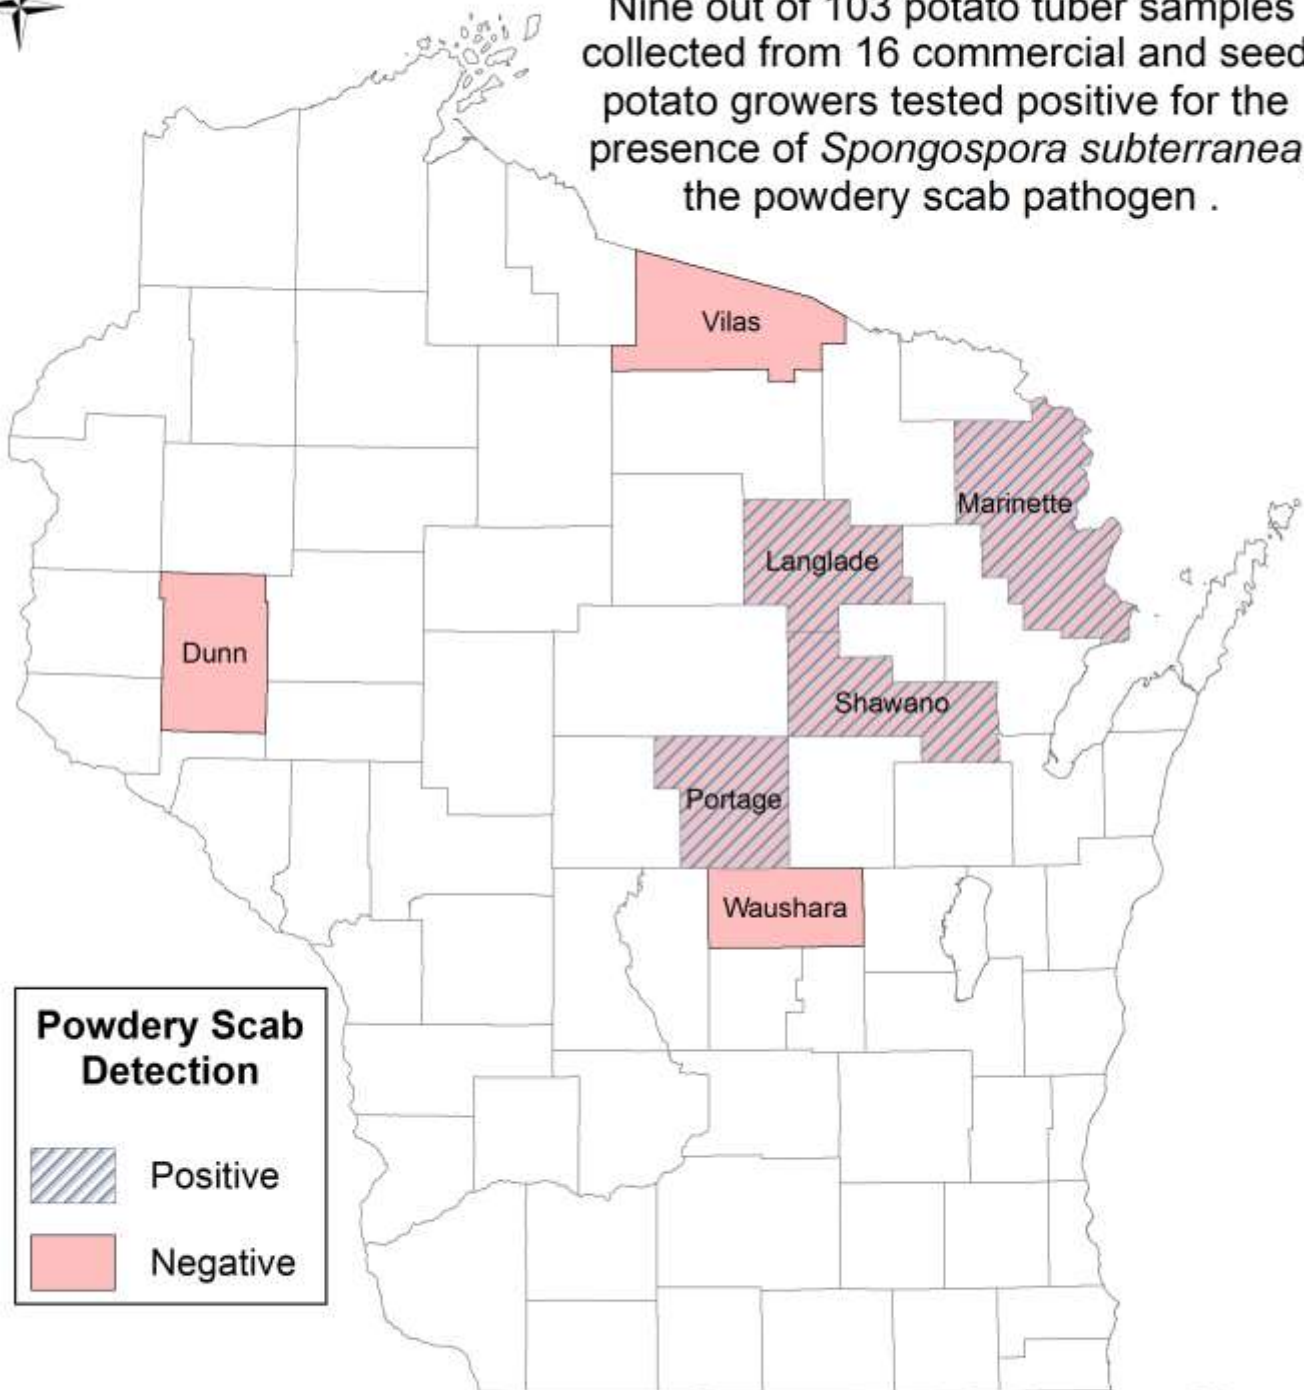 Nine out of 103 potato tuber samples
collected from 16 commercial and seed
potato growers tested positive for the
presence of Spongospora subterranea
the powdery scab pathogen .
Vilas
Marinette
Langlade
Dunn
Shawano
Portage
Waushara
Powdery Scab
Detection
Positive
Negative